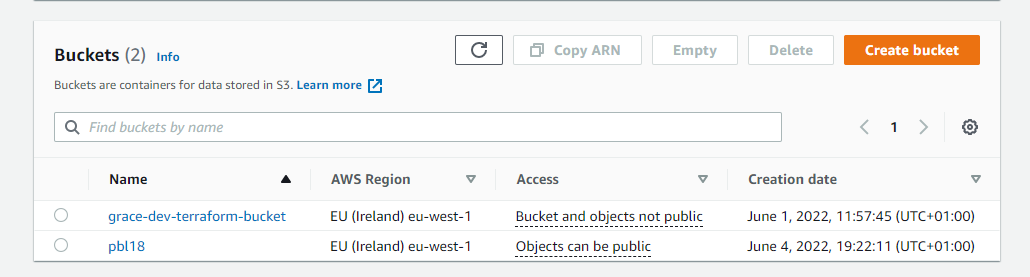 Buckets (2) Info
Copy ARN Empty Delete Create bucket
Buckets are containers for data stored in S3. Learn more
Find buckets by name
1
Name AWS Region Access Creation date
grace-dev-terraform-bucket EU (Ireland) eu-west-1 Bucket and objects not public June 1, 2022, 11:57:45 (UTC+01:00)
pbl18 EU (Ireland) eu-west-1 Objects can be public June 4, 2022, 19:22:11 (UTC+01:00)